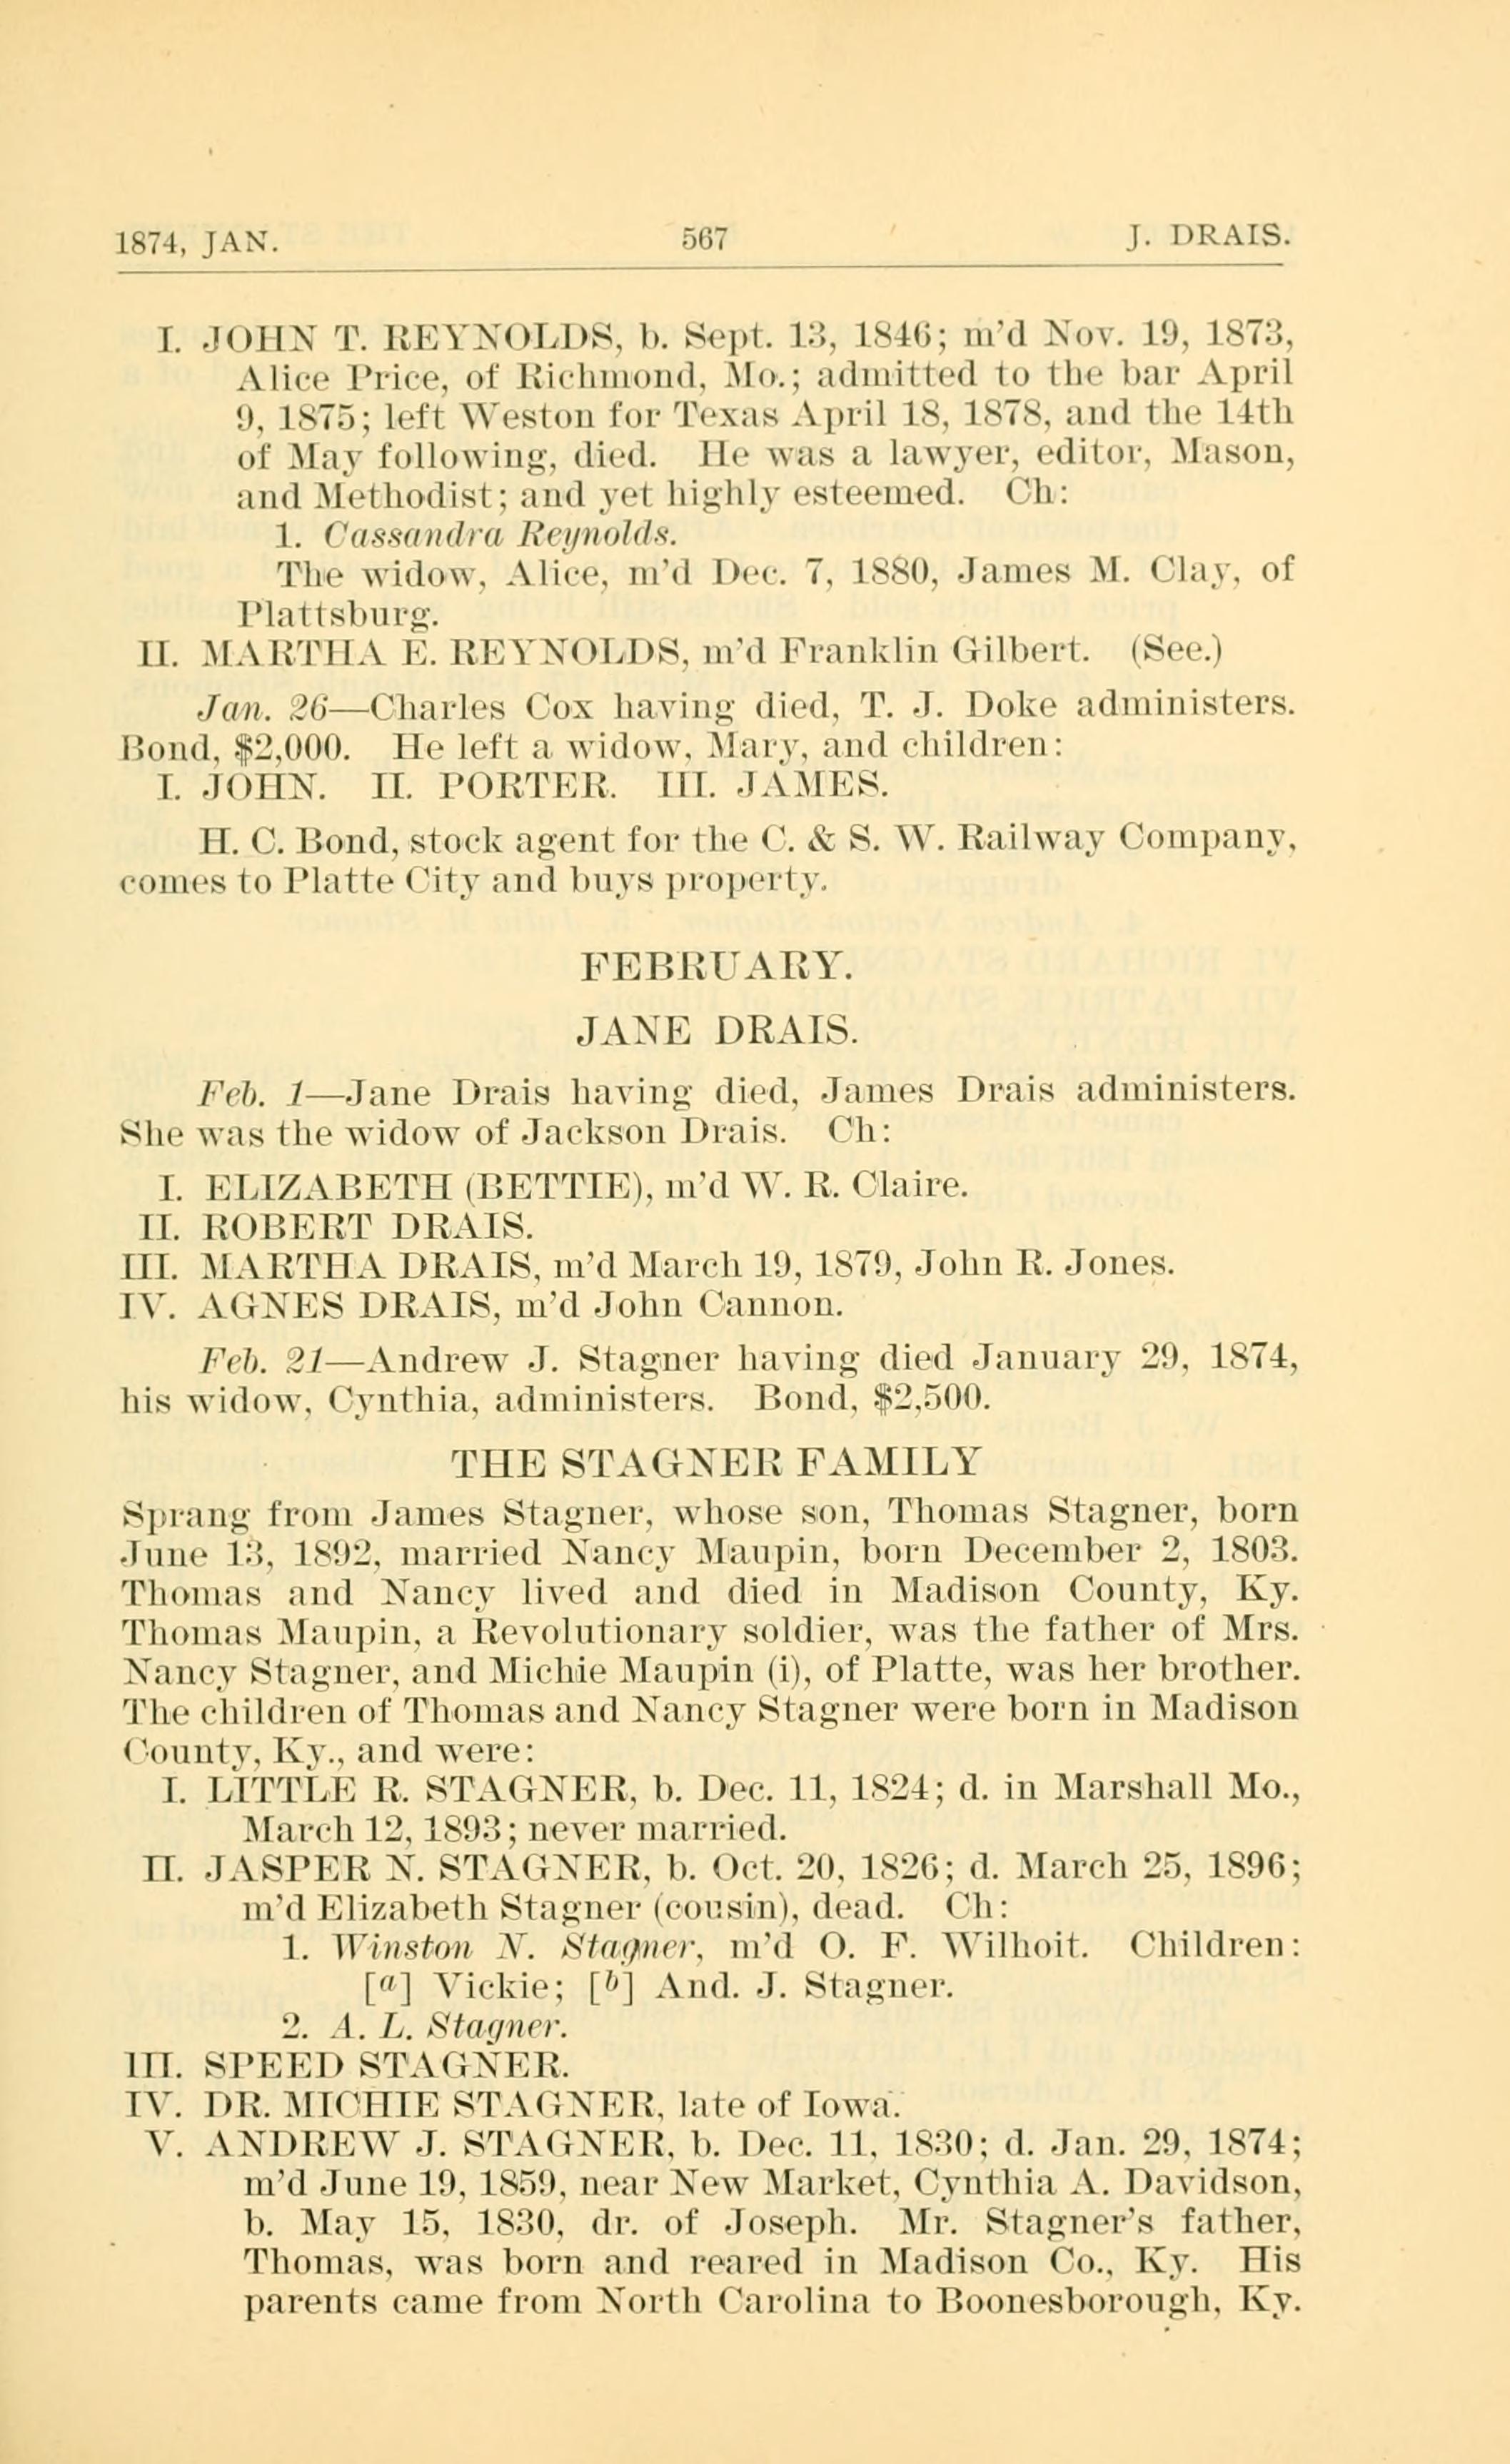 1874, JAN. 567 J. DRAIS.
I. JOHN T. REYNOLDS, b. Sept. 13, 1846; m'd Nov. 19, 1873,
Alice Price, of Richmond, Mo.; admitted to the bar April
9, 1875; left Weston for Texas April 18, 1878, and the 14th
of May following, died. He was a lawyer, editor, Mason,
and Methodist; and yet highly esteemed. Ch:
1. Cassandra Reynolds.
The widow, Alice, m'd Dec. 7, 1880, James M. Clay, of
Plattsburg.
II. MARTHA E. REYNOLDS, m'd Franklin Gilbert. (See.)
Jan. 26—Charles Cox having died, T. J. Doke administers.
Bond, $2,000. He left a widow, Mary, and children:
I. JOHN. II. PORTER. III. JAMES.
H. C. Bond, stock agent for the C. & S. W. Railway Company,
comes to Platte City and buys property.
FEBRUARY.
JANE DRAIS.
Feb. 1—Jane Drais having died, James Drais administers.
She was the widow of Jackson Drais. Ch:
I. ELIZABETH (BETTIE), m'd W. R. Claire.
II. ROBERT DRAIS.
III. MARTHA DRAIS, m'd March 19, 1879, John R. Jones.
IV. AGNES DRAIS, m'd John Cannon.
Feb. 21—Andrew J. Stagner having died January 29, 1874,
his widow, Cynthia, administers. Bond, $2,500.
THE STAGNER FAMILY
Sprang from James Stagner, whose son, Thomas Stagner, born
June 13, 1892, married Nancy Maupin, born December 2, 1803.
Thomas and Nancy lived and died in Madison County, Ky.
Thomas Maupin, a Revolutionary soldier, was the father of Mrs.
Nancy Stagner, and Michie Maupin (i), of Platte, was her brother.
The children of Thomas and Nancy Stagner were born in Madison
County, Ky., and were:
I. LITTLE R. STAGNER, b. Dec. 11, 1824; d. in Marshall Mo.,
March 12, 1893; never married.
II. JASPER N. STAGNER, b. Oct. 20, 1826; d. March 25, 1896;
m'd Elizabeth Stagner (cousin), dead. Ch:
1. Winston N. Stagner, m'd O. F. Wilhoit. Children:
[a] Vickie; [b] And. J. Stagner.
2. A. L. Stagner.
III. SPEED STAGNER.
IV. DR. MICHIE STAGNER, late of Iowa.
V. ANDREW J. STAGNER, b. Dec. 11, 1830; d. Jan. 29, 1874;
m'd June 19, 1859, near New Market, Cynthia A. Davidson,
b. May 15, 1830, dr. of Joseph. Mr. Stagner's father,
Thomas, was born and reared in Madison Co., Ky. His
parents came from North Carolina to Boonesborough, Ky.